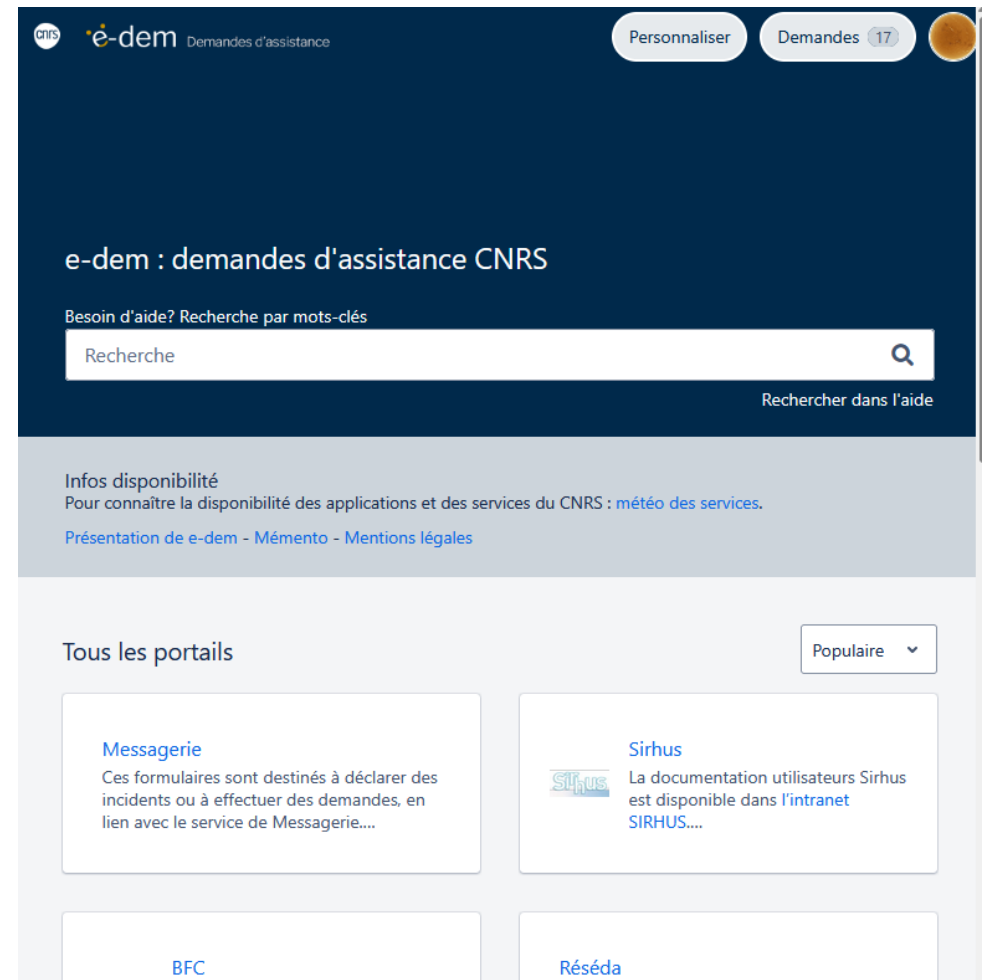 cnrs e-dem Demandes d'assistance Personnaliser Demandes 17
e-dem : demandes d'assistance CNRS
Besoin d'aide? Recherche par mots-clés
Recherche
Rechercher dans l'aide
Infos disponibilité
Pour connaître la disponibilité des applications et des services du CNRS : météo des services.
Présentation de e-dem - Mémento - Mentions légales
Tous les portails
Populaire
Messagerie
Ces formulaires sont destinés à déclarer des
incidents ou à effectuer des demandes, en
lien avec le service de Messagerie....
Sirhus
Sirhus
La documentation utilisateurs Sirhus
est disponible dans l'intranet
SIRHUS....
BFC
Réséda